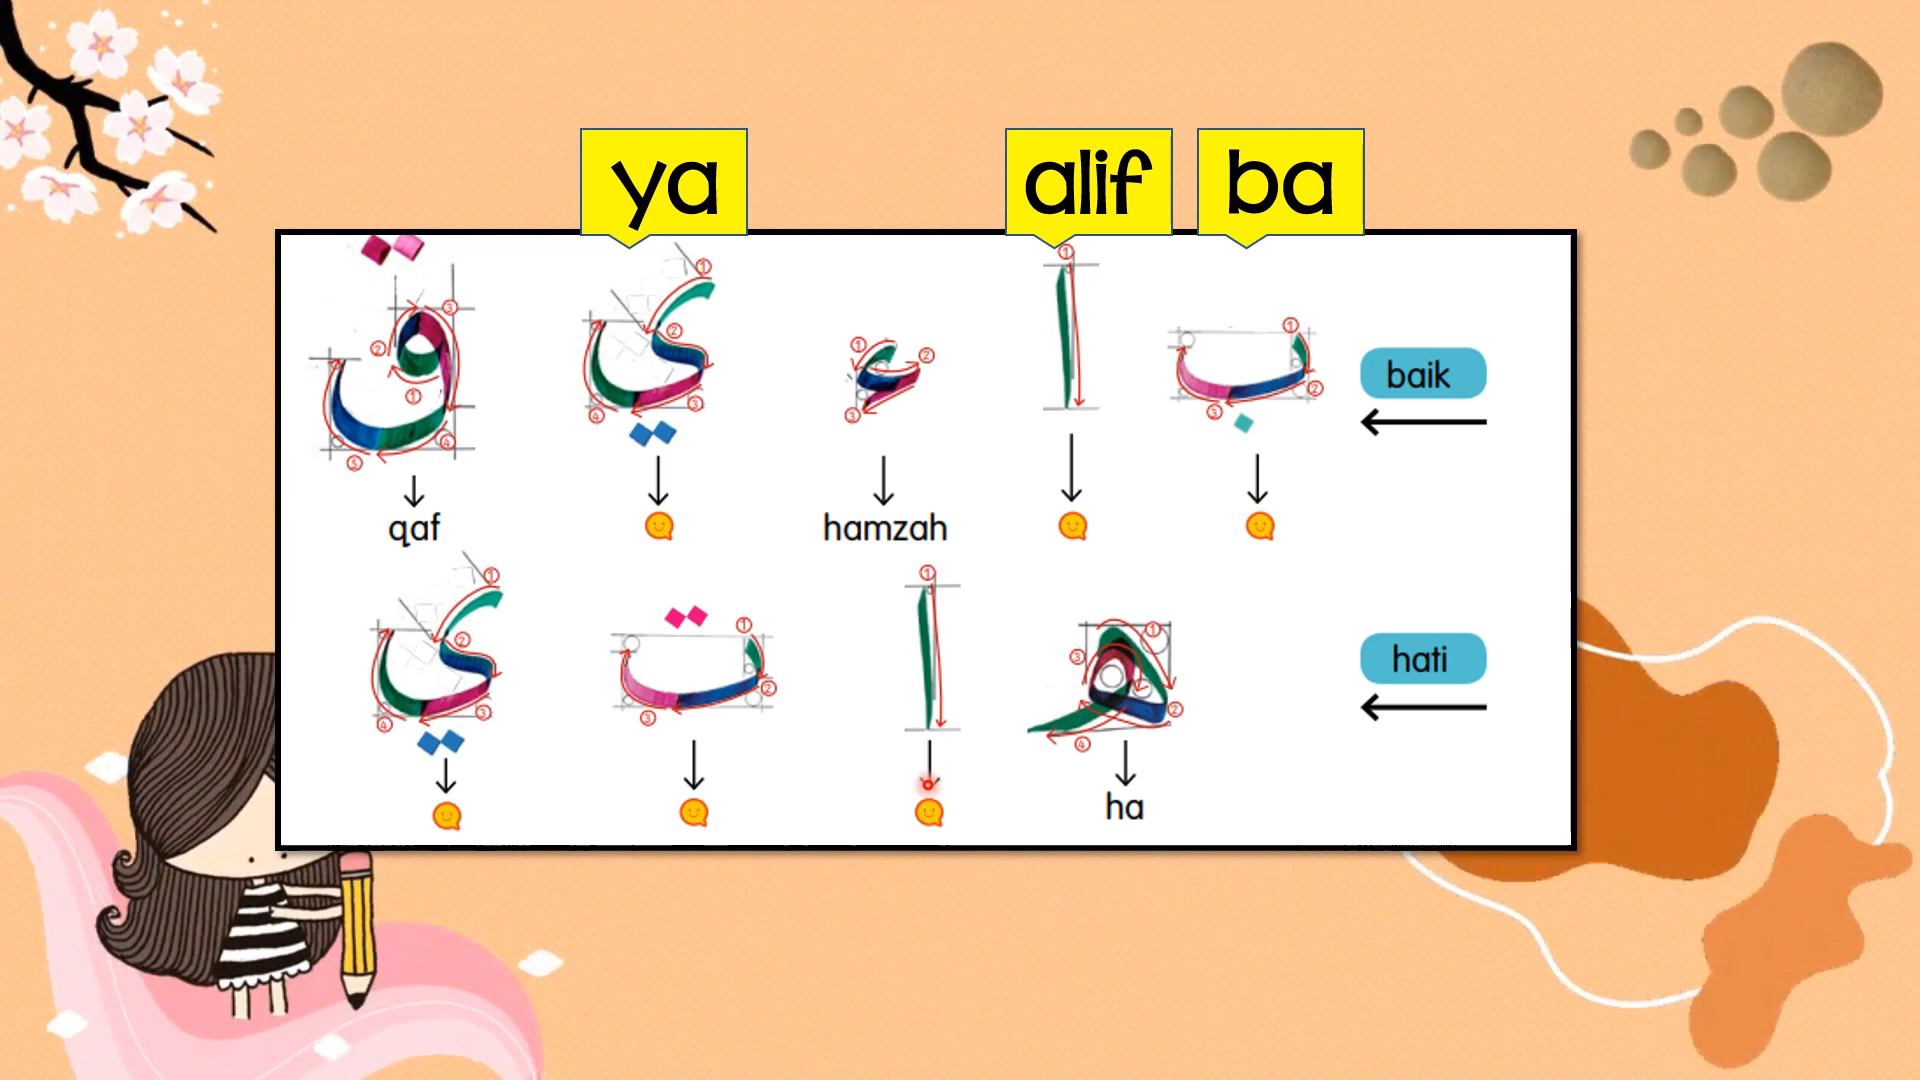 ya alif ba
ب ا ء ي ق
baik
qaf hamzah
ه ا ت ي
hati
ha